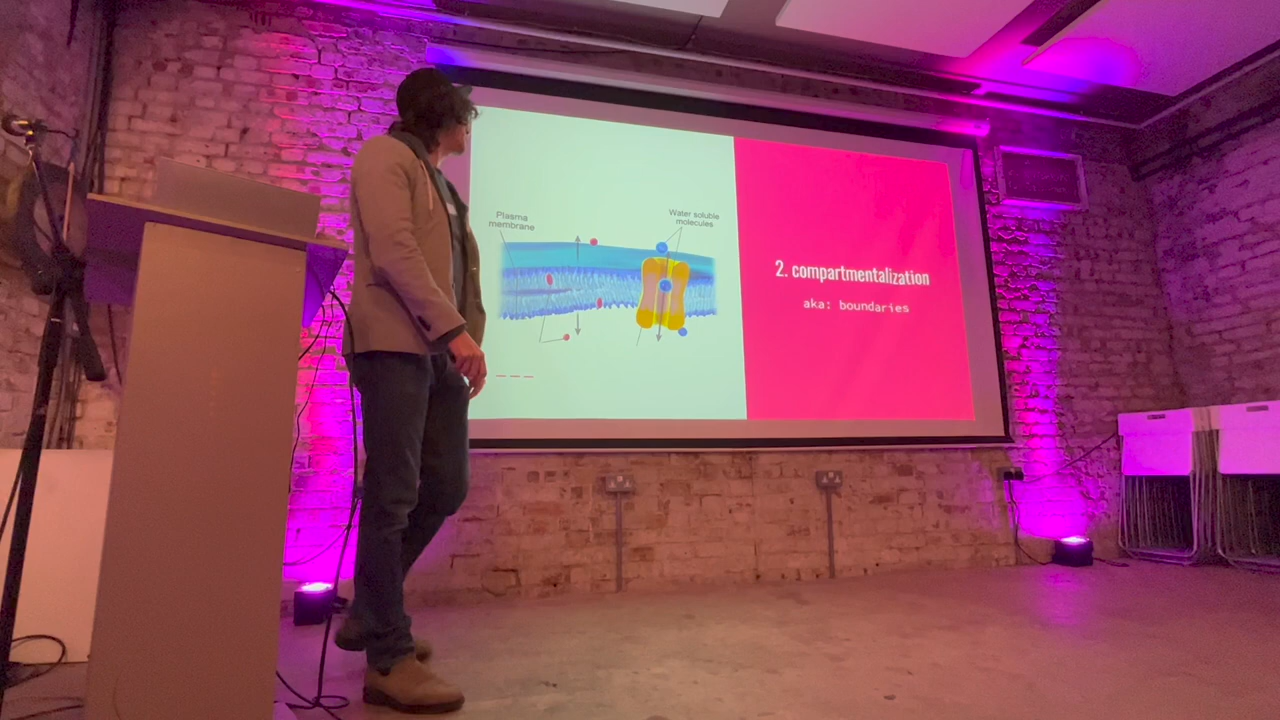 Plasma
membrane
Water soluble
molecules
2. compartmentalization
aka: boundaries